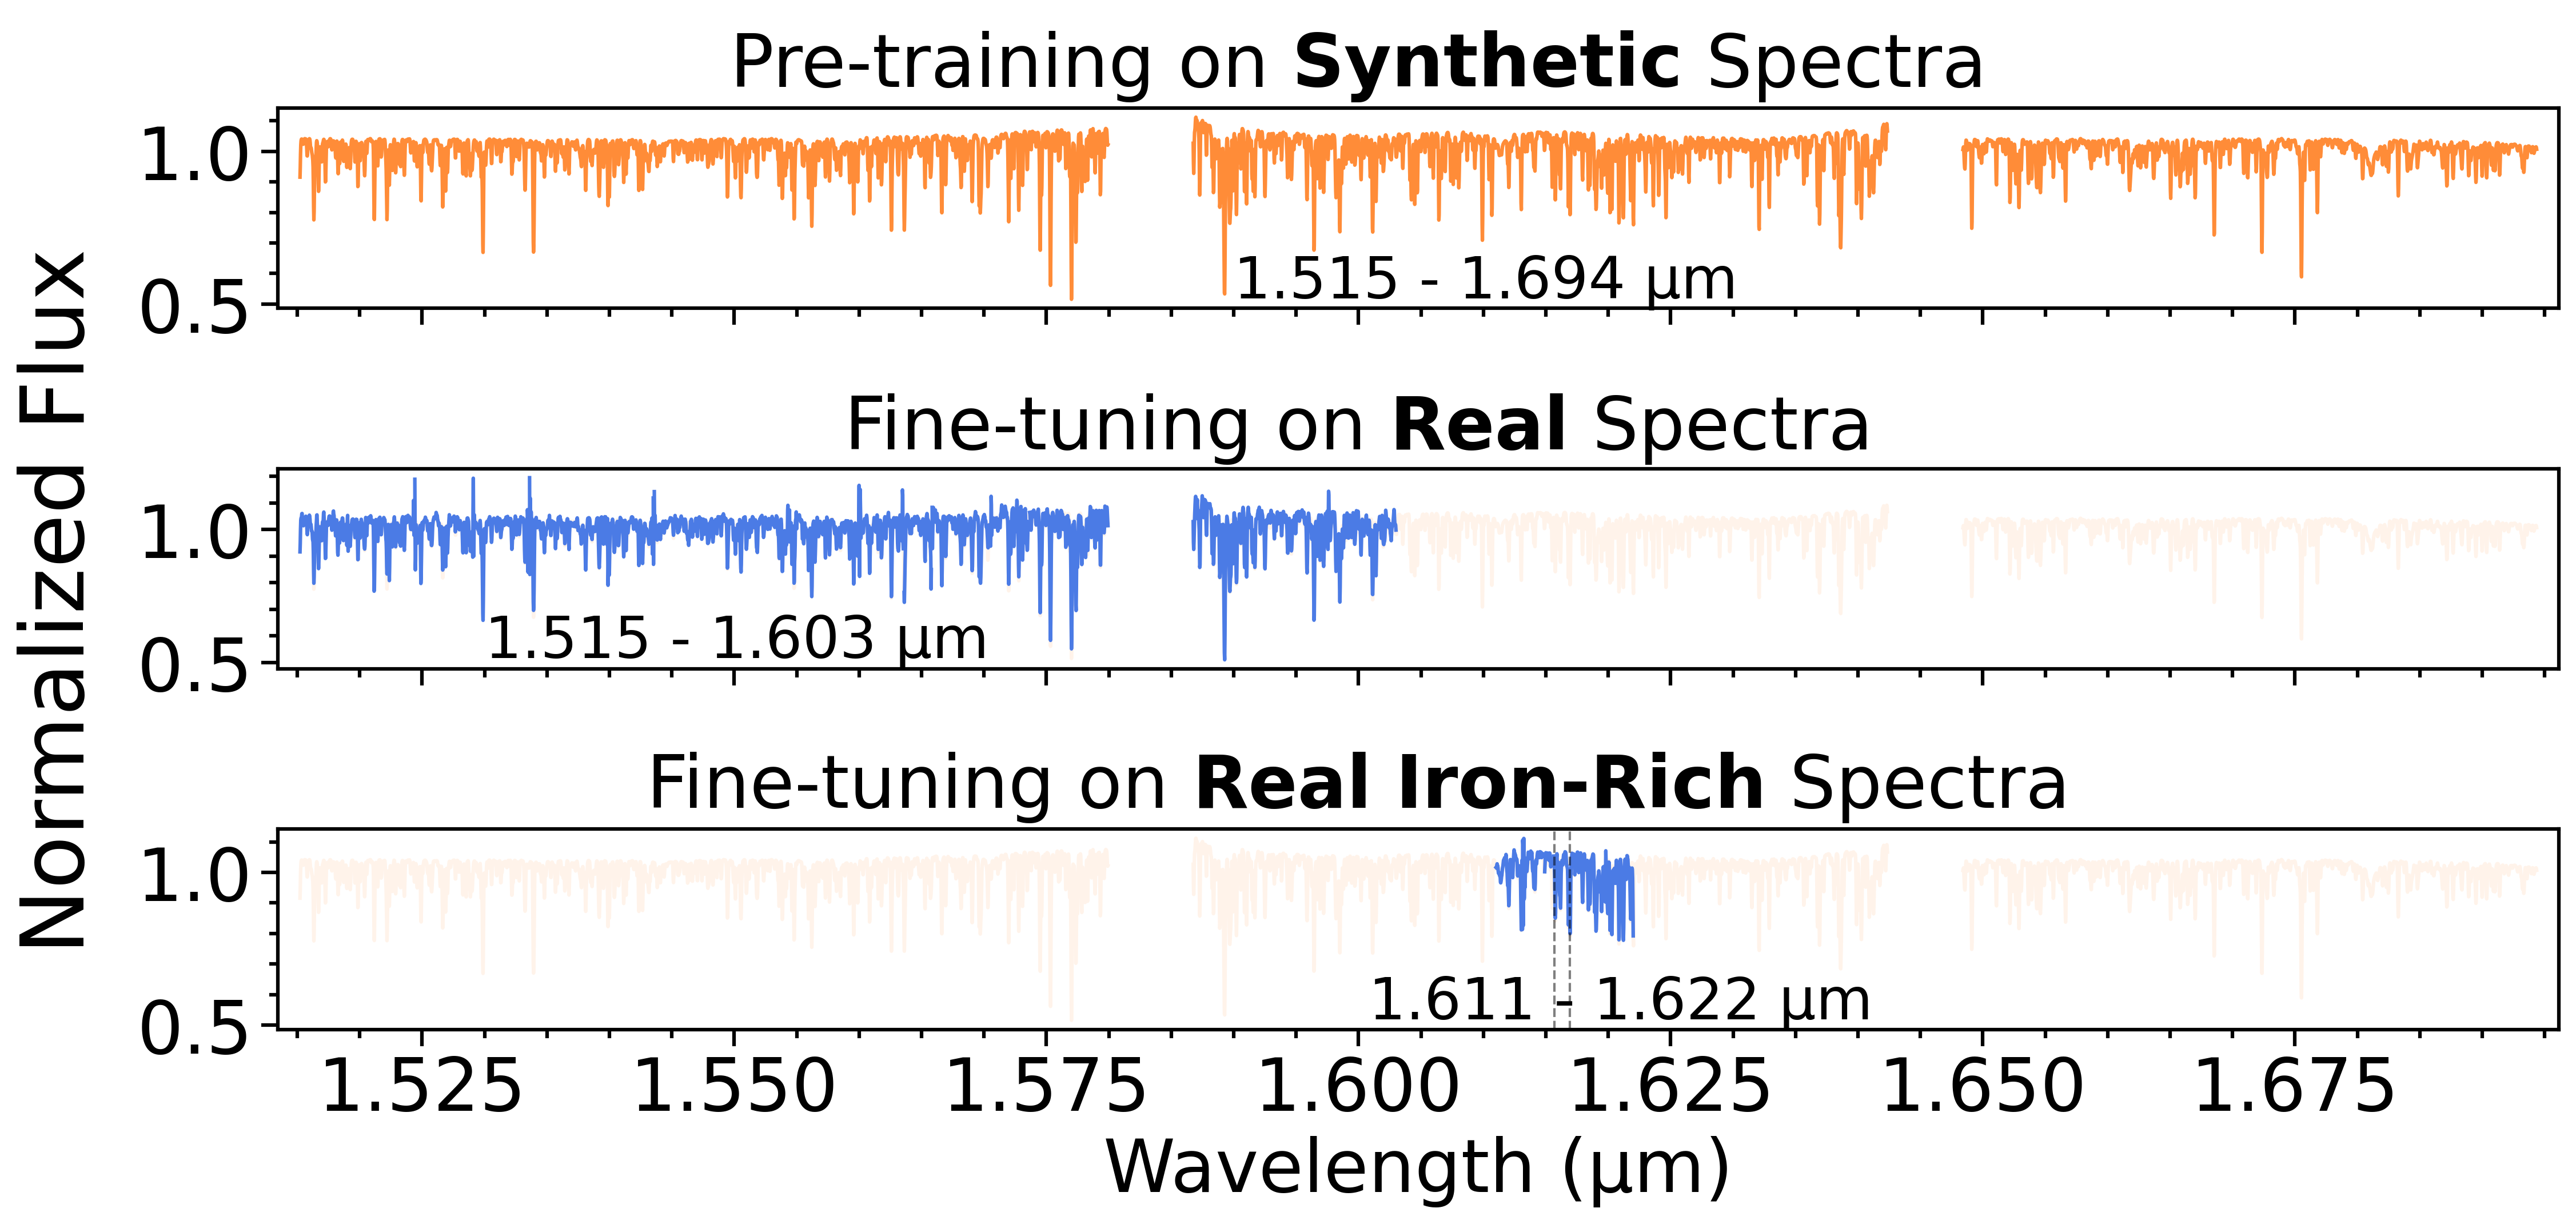 Pre-training on Synthetic Spectra
1.0
0.5
1.515 - 1.694 μm
Normalized Flux
Fine-tuning on Real Spectra
1.0
0.5
1.515 - 1.603 μm
Fine-tuning on Real Iron-Rich Spectra
1.0
0.5
1.611 - 1.622 μm
1.525 1.550 1.575 1.600 1.625 1.650 1.675
Wavelength (μm)